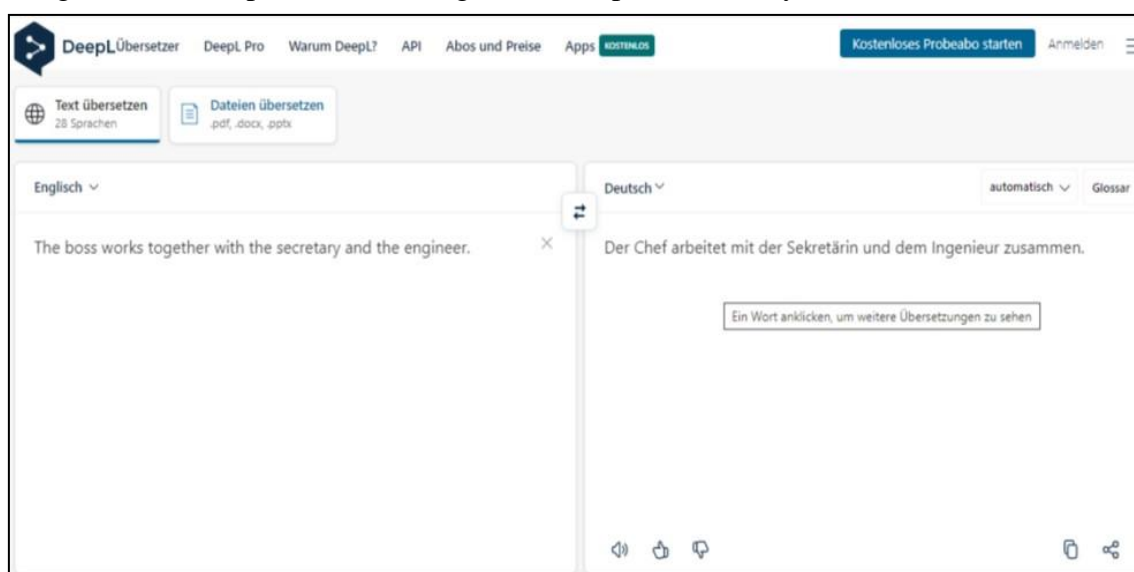 DeepL Übersetzer DeepL Pro Warum DeepL? API Abos und Preise Apps KOSTENLOS Kostenloses Probeabo starten Anmelden
Text übersetzen
28 Sprachen
Dateien übersetzen
.pdf, .docx, .pptx
Englisch
Deutsch automatisch Glossar
The boss works together with the secretary and the engineer.
Der Chef arbeitet mit der Sekretärin und dem Ingenieur zusammen.
Ein Wort anklicken, um weitere Übersetzungen zu sehen